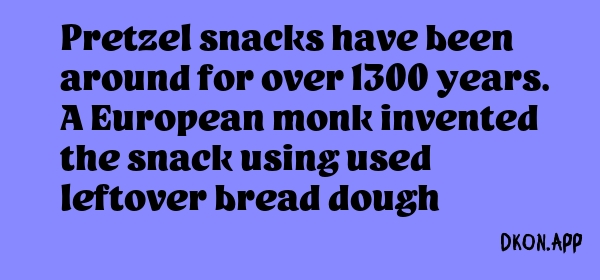 Pretzel snacks have been
around for over 1300 years.
A European monk invented
the snack using used
leftover bread dough
DKON.APP